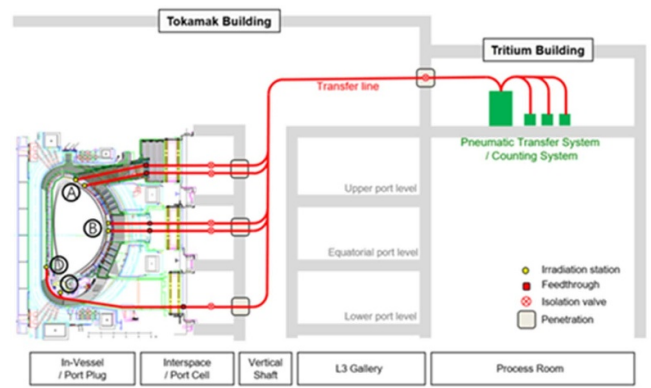 Tokamak Building
Tritium Building
Transfer line
Pneumatic Transfer System
/ Counting System
A
Upper port level
B
Equatorial port level
D
C
Irradiation station
Feedthrough
Isolation valve
Penetration
Lower port level
In-Vessel
/ Port Plug
Interspace
/ Port Cell
Vertical
Shaft
L3 Gallery
Process Room